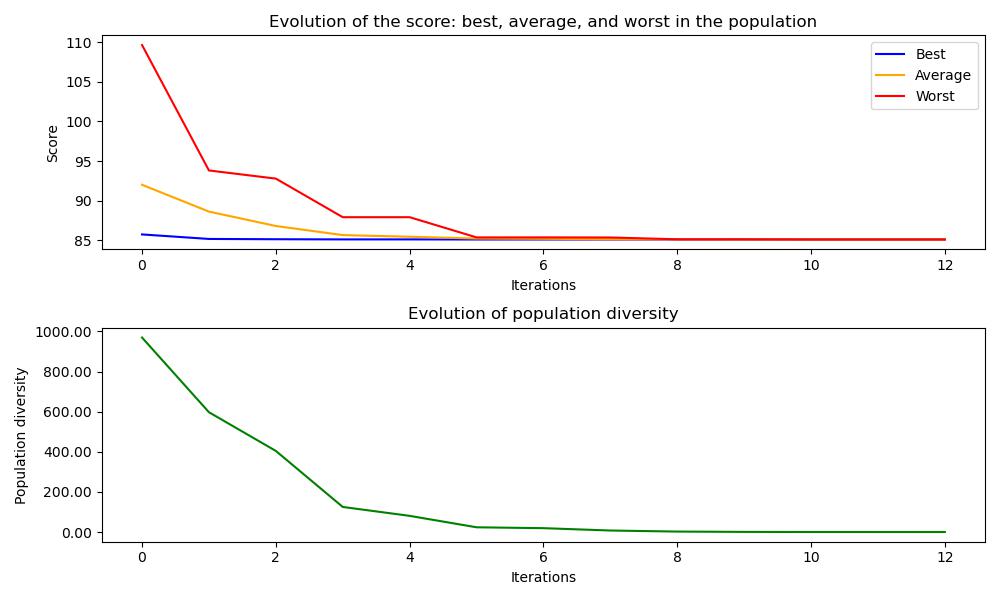 Evolution of the score: best, average, and worst in the population
110
105
100
95
90
85
Score
Best
Average
Worst
0 2 4 6 8 10 12
Iterations
Evolution of population diversity
1000.00
800.00
600.00
400.00
200.00
0.00
Population diversity
0 2 4 6 8 10 12
Iterations